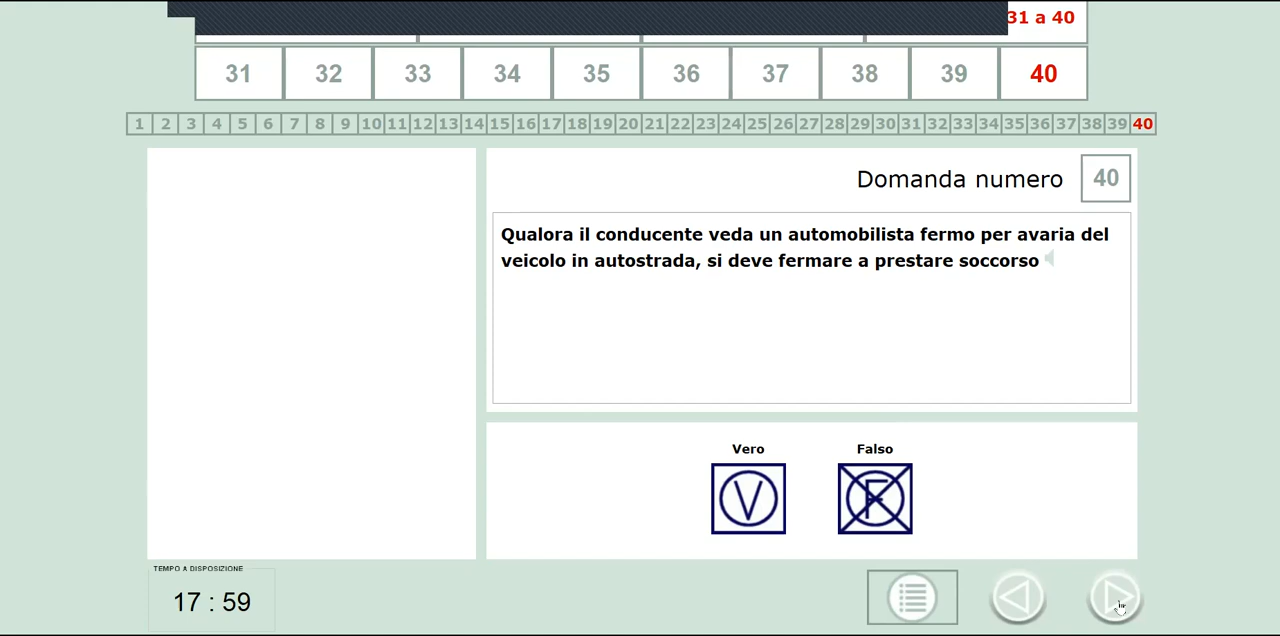 31 a 40
31 32 33 34 35 36 37 38 39 40
1 2 3 4 5 6 7 8 9 10 11 12 13 14 15 16 17 18 19 20 21 22 23 24 25 26 27 28 29 30 31 32 33 34 35 36 37 38 39 40
Domanda numero 40
Qualora il conducente veda un automobilista fermo per avaria del
veicolo in autostrada, si deve fermare a prestare soccorso
Vero Falso
V F
TEMPO A DISPOSIZIONE
17 : 59